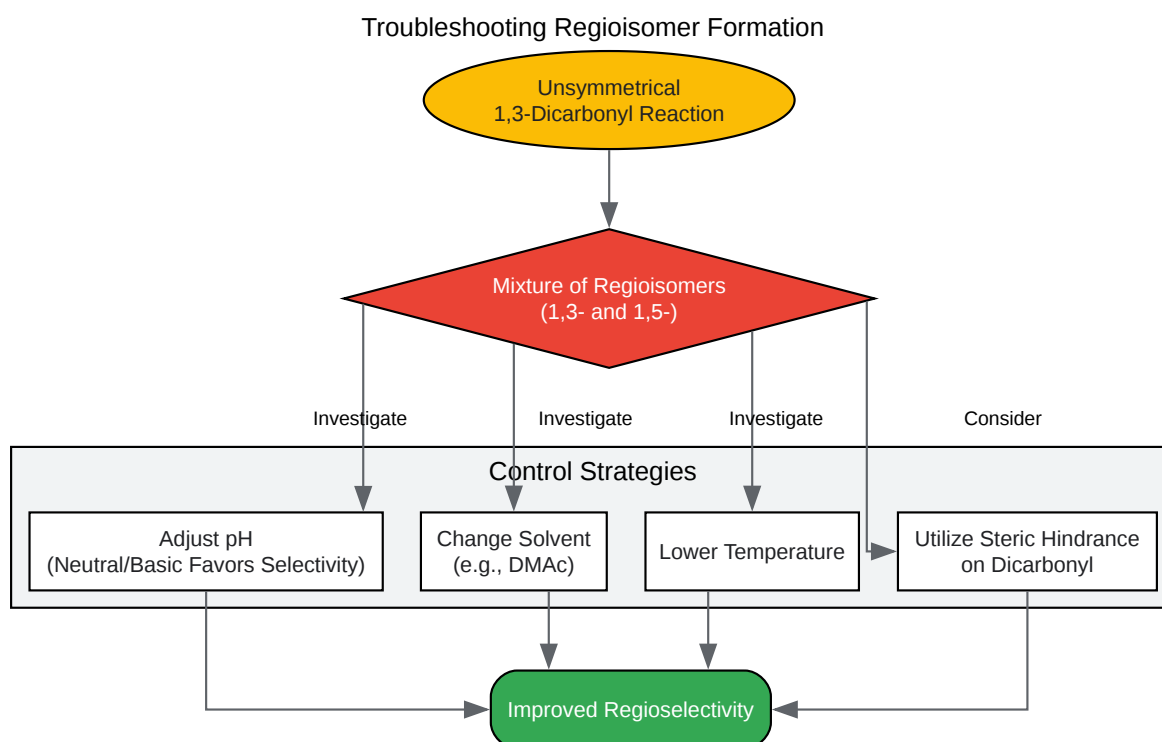 Troubleshooting Regioisomer Formation
Unsymmetrical
1,3-Dicarbonyl Reaction
Mixture of Regioisomers
(1,3- and 1,5-)
Investigate
Investigate
Investigate
Consider
Control Strategies
Adjust pH
(Neutral/Basic Favors Selectivity)
Change Solvent
(e.g., DMAc)
Lower Temperature
Utilize Steric Hindrance
on Dicarbonyl
Improved Regioselectivity